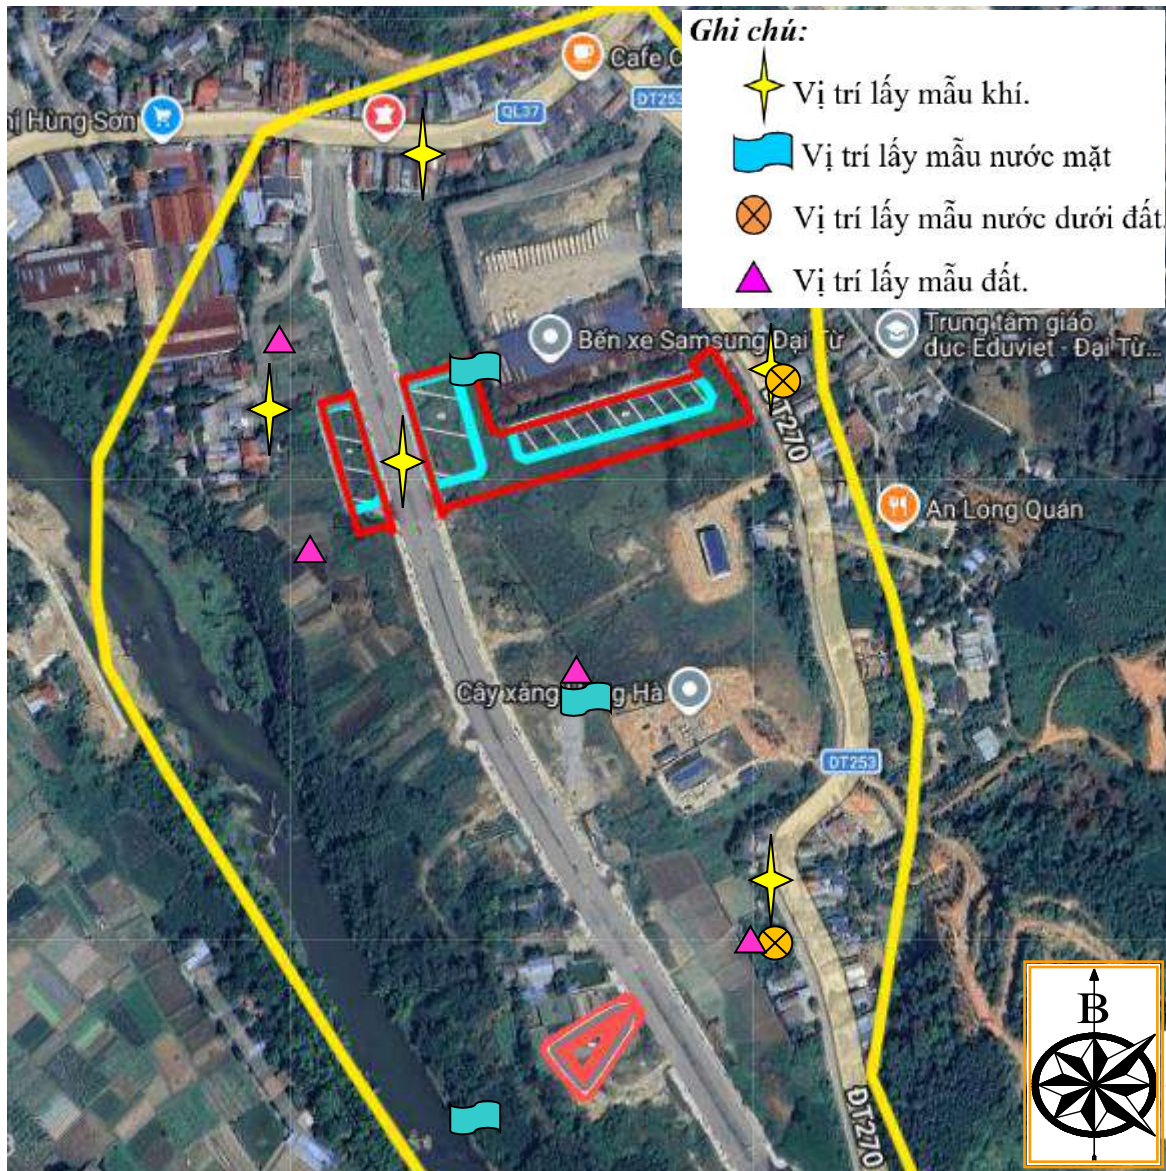 Ghi chú:
Vị trí lấy mẫu khí.
Vị trí lấy mẫu nước mặt
Vị trí lấy mẫu nước dưới đất.
Vị trí lấy mẫu đất.
Cafe C
DT253
QL37
ị Hùng Sơn
Bến xe Samsung Đại Từ
Trung tâm giáo
dục Eduviet - Đại Từ...
DT270
An Long Quán
Cây xăng g Hà
DT253
B
DT270